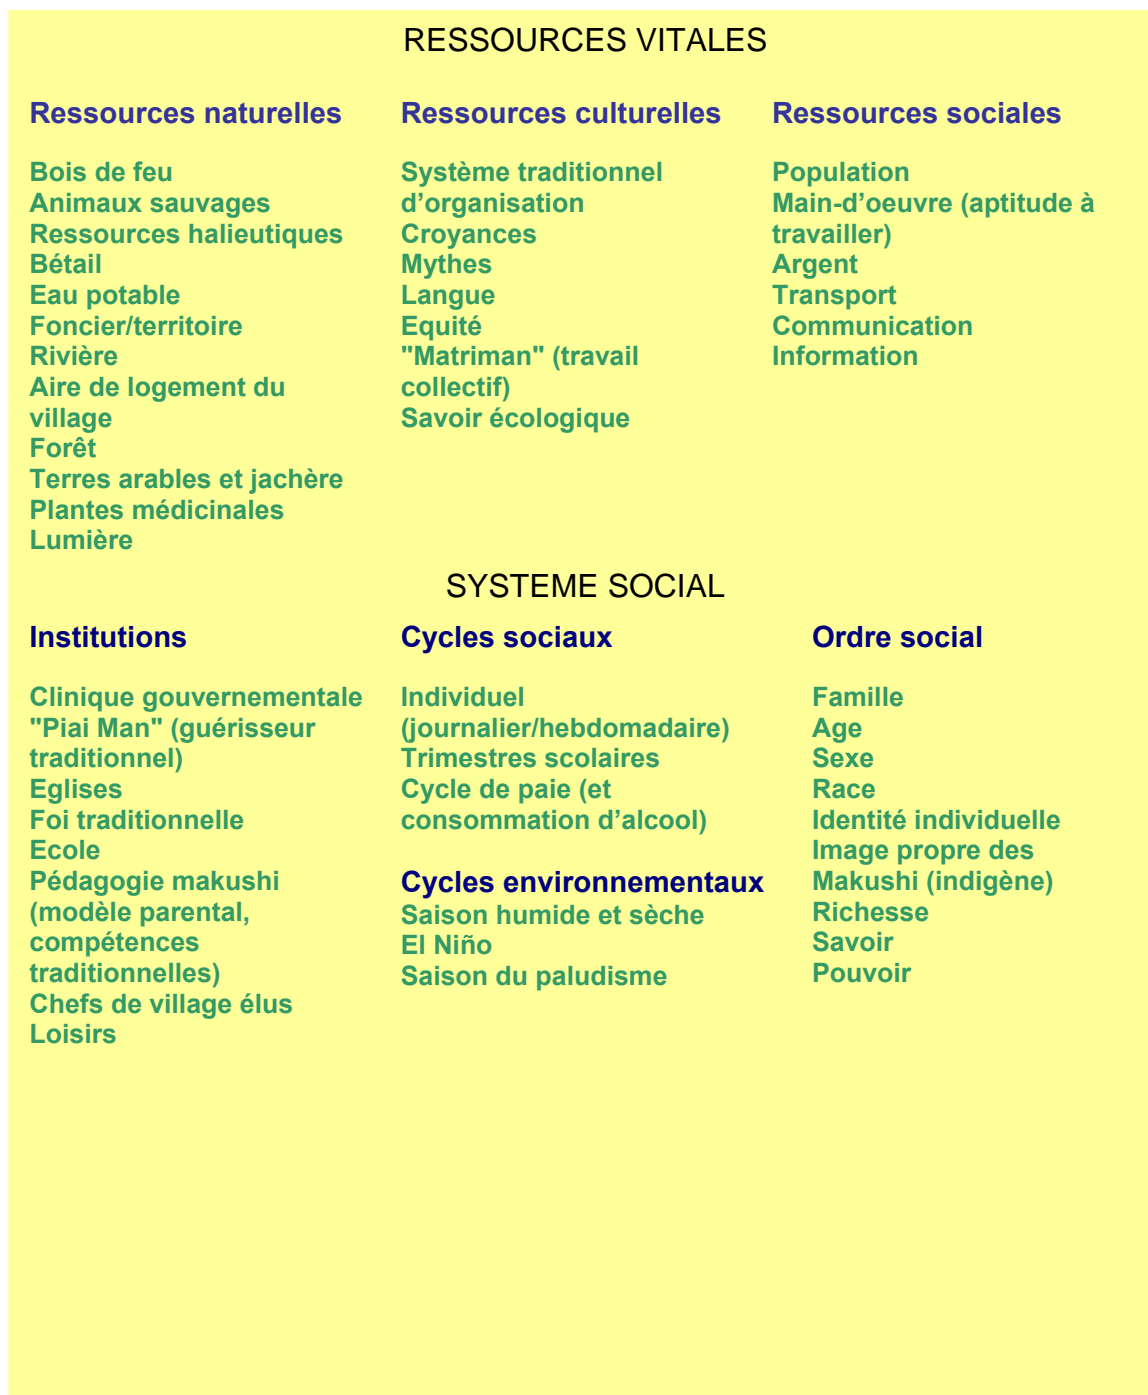 RESSOURCES VITALES
Ressources naturelles
Bois de feu
Animaux sauvages
Ressources halieutiques
Bétail
Eau potable
Foncier/territoire
Rivière
Aire de logement du
village
Forêt
Terres arables et jachère
Plantes médicinales
Lumière
Ressources culturelles
Système traditionnel
d’organisation
Croyances
Mythes
Langue
Equité
"Matriman" (travail
collectif)
Savoir écologique
Ressources sociales
Population
Main-d’oeuvre (aptitude à
travailler)
Argent
Transport
Communication
Information
SYSTEME SOCIAL
Institutions
Clinique gouvernementale
"Piai Man" (guérisseur
traditionnel)
Eglises
Foi traditionnelle
Ecole
Pédagogie makushi
(modèle parental,
compétences
traditionnelles)
Chefs de village élus
Loisirs
Cycles sociaux
Individuel
(journalier/hebdomadaire)
Trimestres scolaires
Cycle de paie (et
consommation d’alcool)
Cycles environnementaux
Saison humide et sèche
El Niño
Saison du paludisme
Ordre social
Famille
Age
Sexe
Race
Identité individuelle
Image propre des
Makushi (indigène)
Richesse
Savoir
Pouvoir